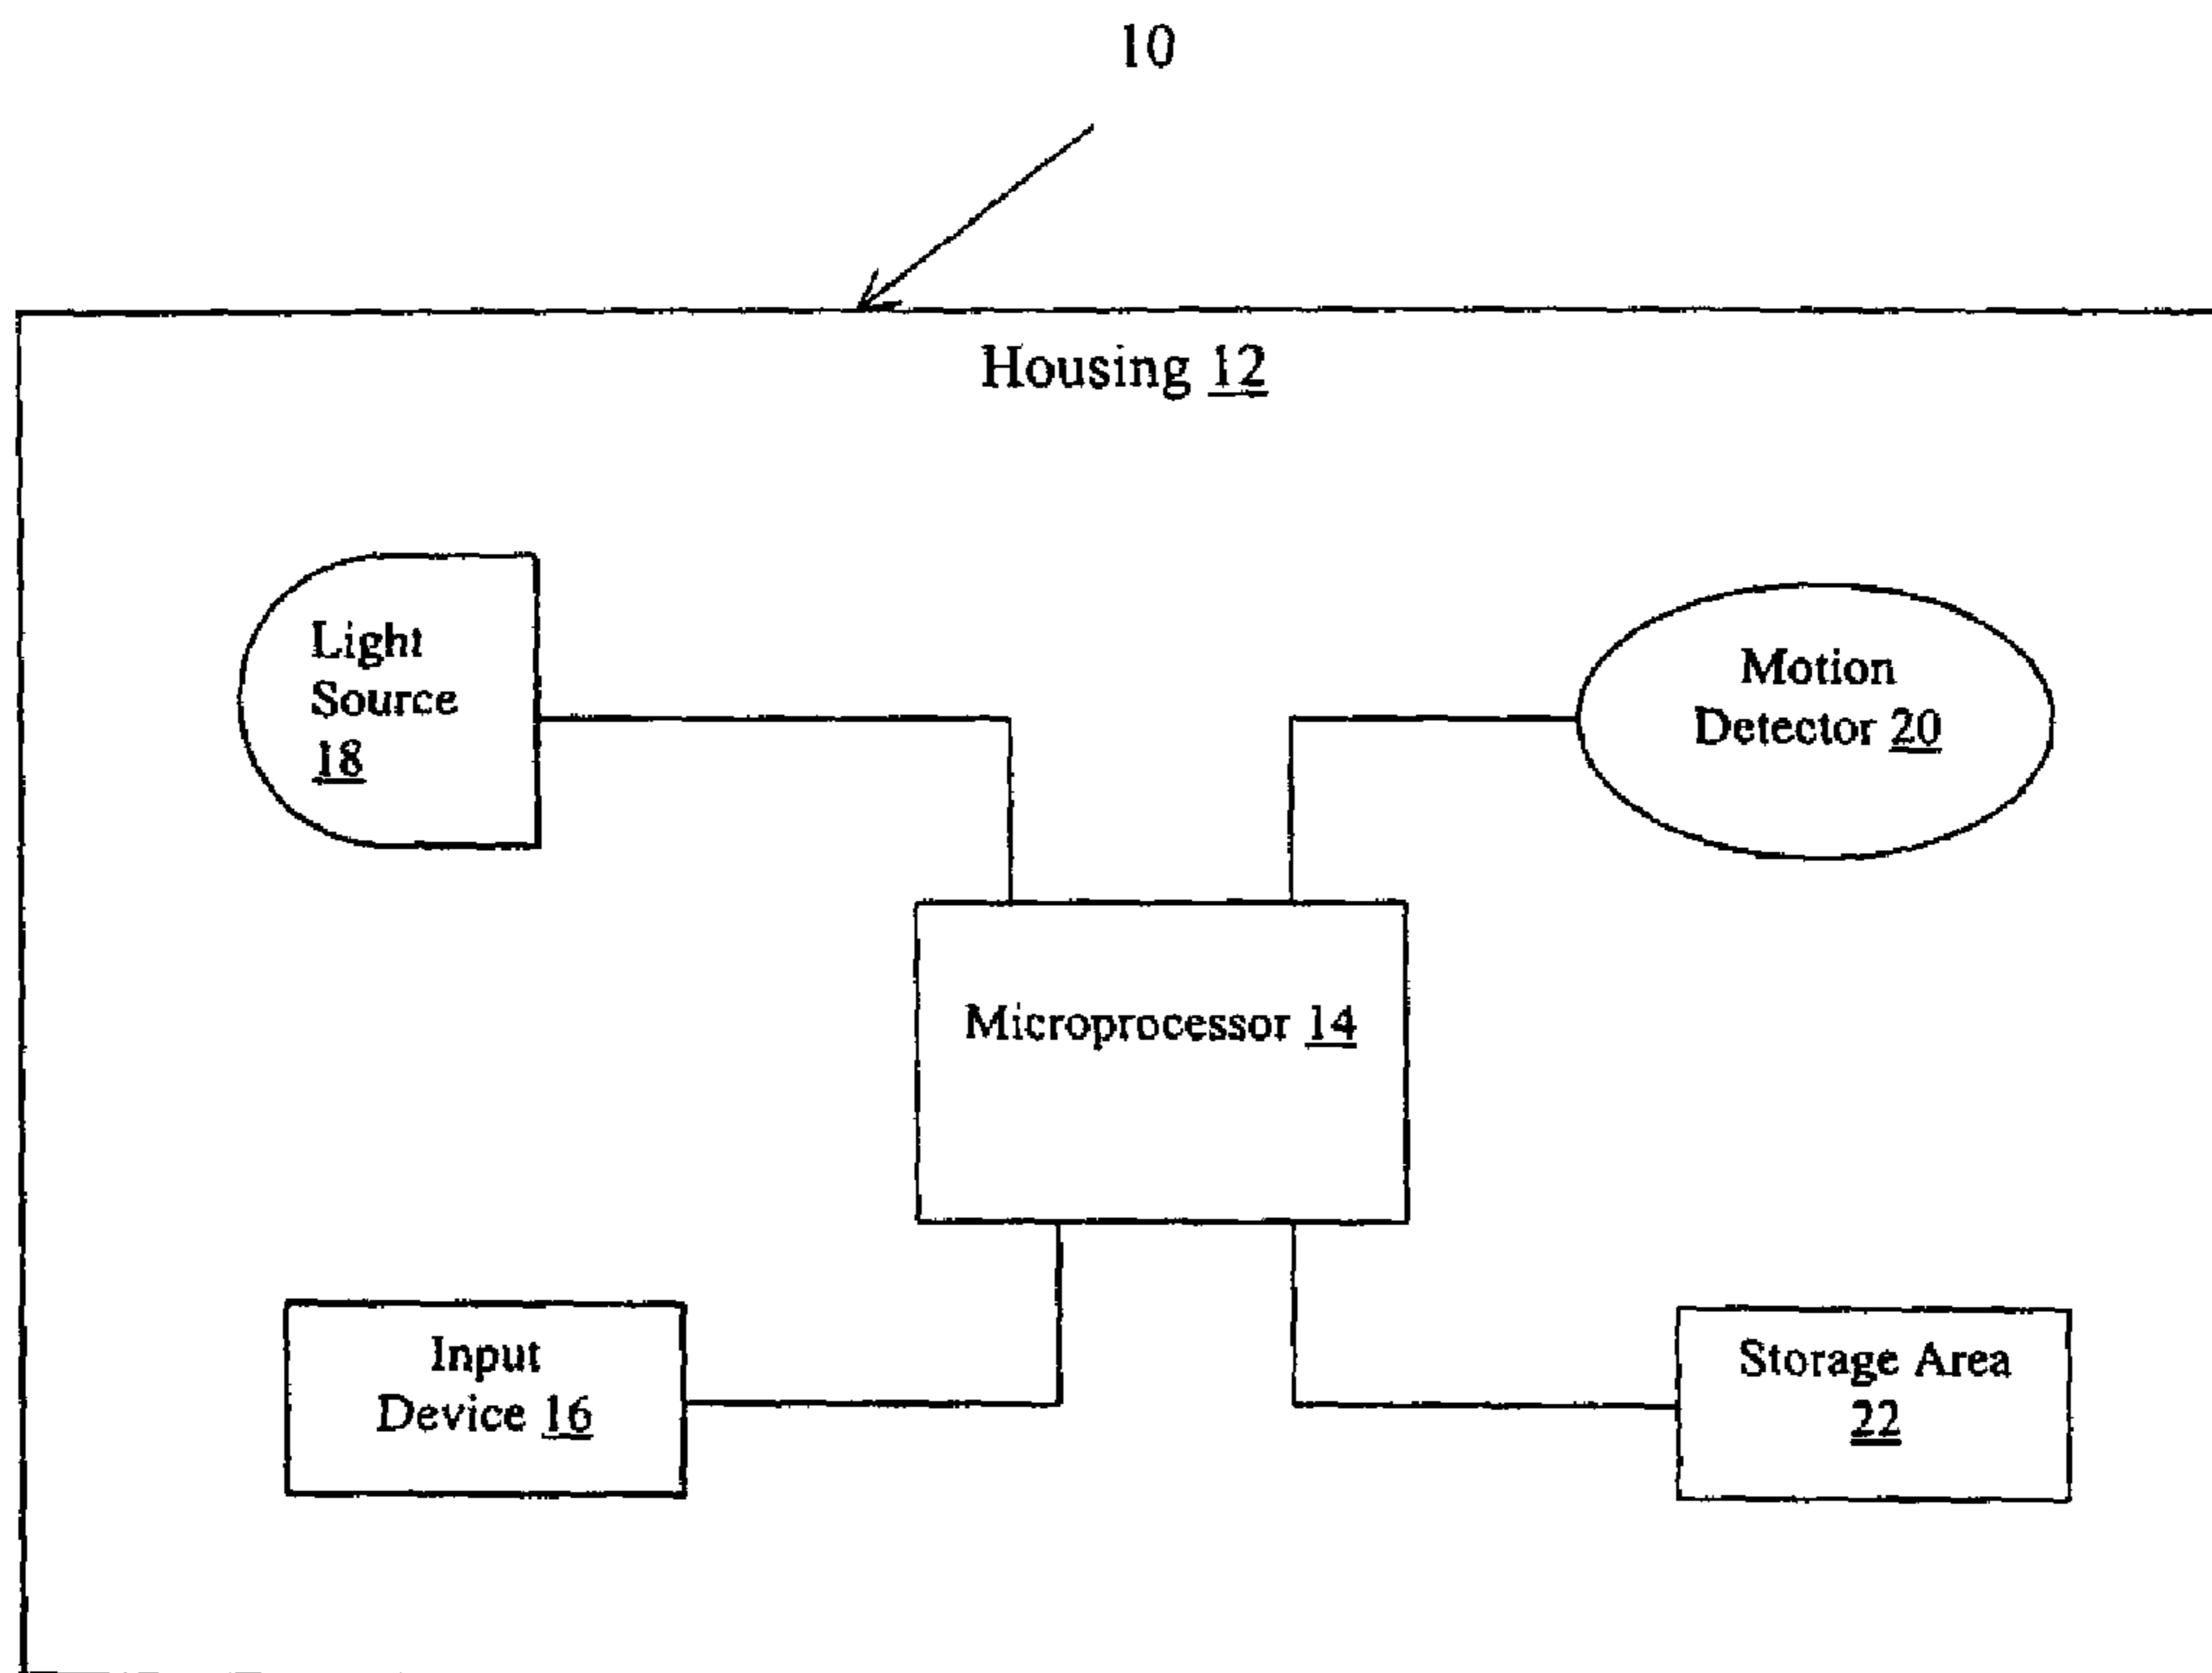 10
Housing 12
Light
Source
18
Motion
Detector 20
Microprocessor 14
Input
Device 16
Storage Area
22